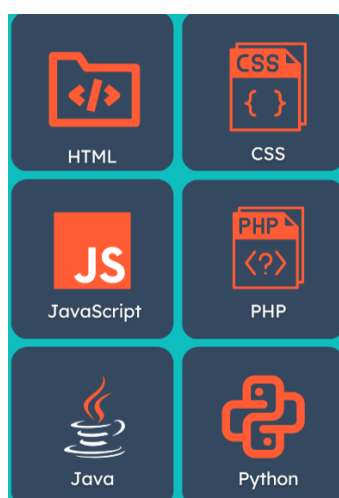 </>
HTML
CSS
{ }
CSS
JS
JavaScript
PHP
<?>
PHP
Java
Python